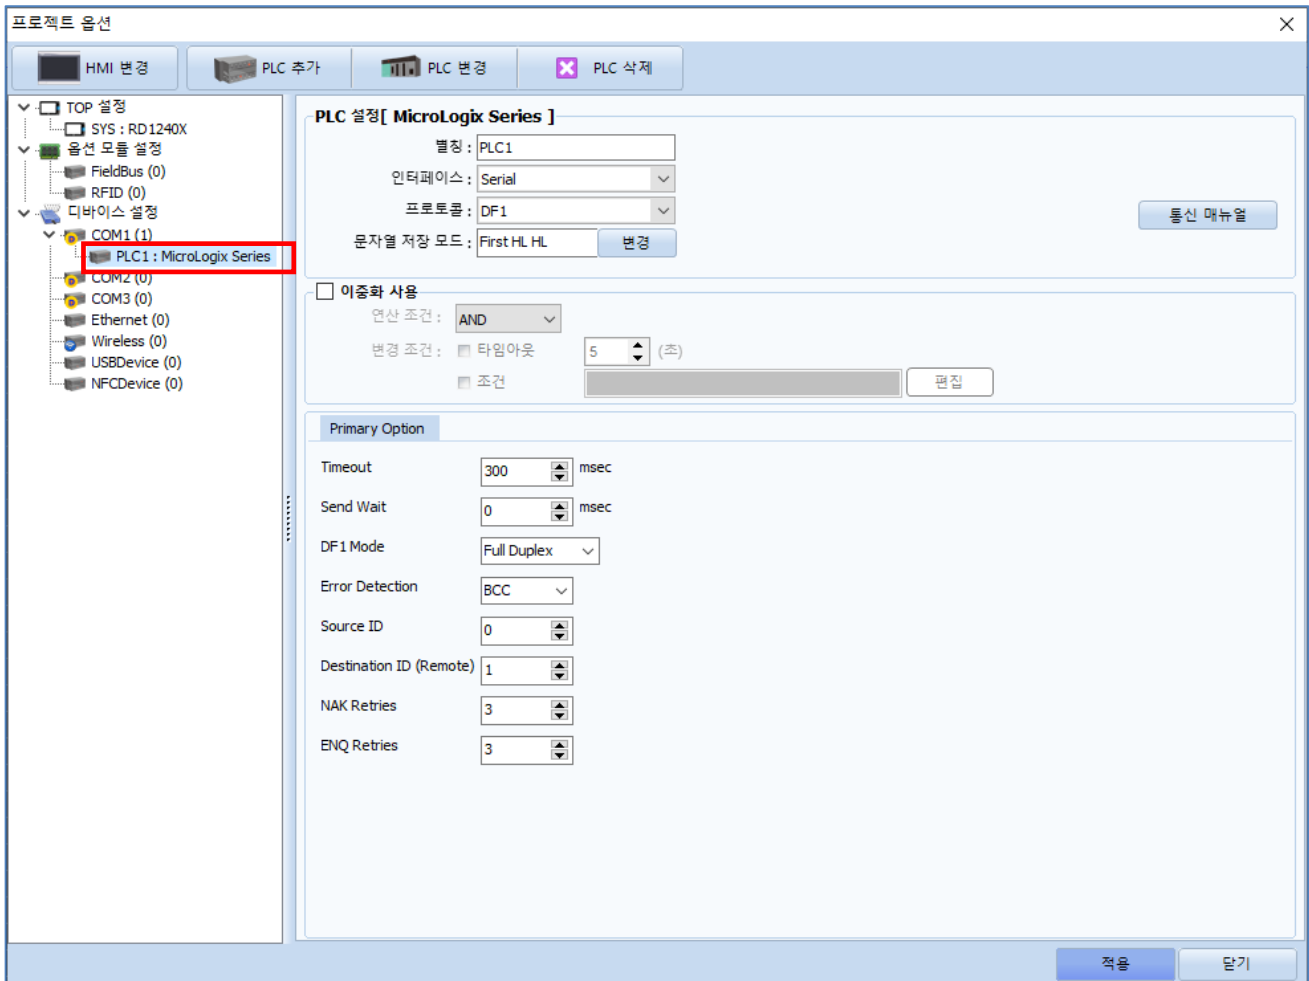 프로젝트 옵션
HMI 변경
PLC 추가
PLC 변경
PLC 삭제
TOP 설정
SYS : RD1240X
옵션 모듈 설정
FieldBus (0)
RFID (0)
디바이스 설정
COM1 (1)
PLC1 : MicroLogix Series
COM2 (0)
COM3 (0)
Ethernet (0)
Wireless (0)
USBDevice (0)
NFCDevice (0)
PLC 설정[ MicroLogix Series ]
별칭 : PLC1
인터페이스 : Serial
프로토콜 : DF1
통신 매뉴얼
문자열 저장 모드 : First HL HL 변경
이중화 사용
연산 조건 : AND
변경 조건 : 타임아웃 5 (초)
조건 편집
Primary Option
Timeout 300 msec
Send Wait 0 msec
DF1 Mode Full Duplex
Error Detection BCC
Source ID 0
Destination ID (Remote) 1
NAK Retries 3
ENQ Retries 3
적용 닫기